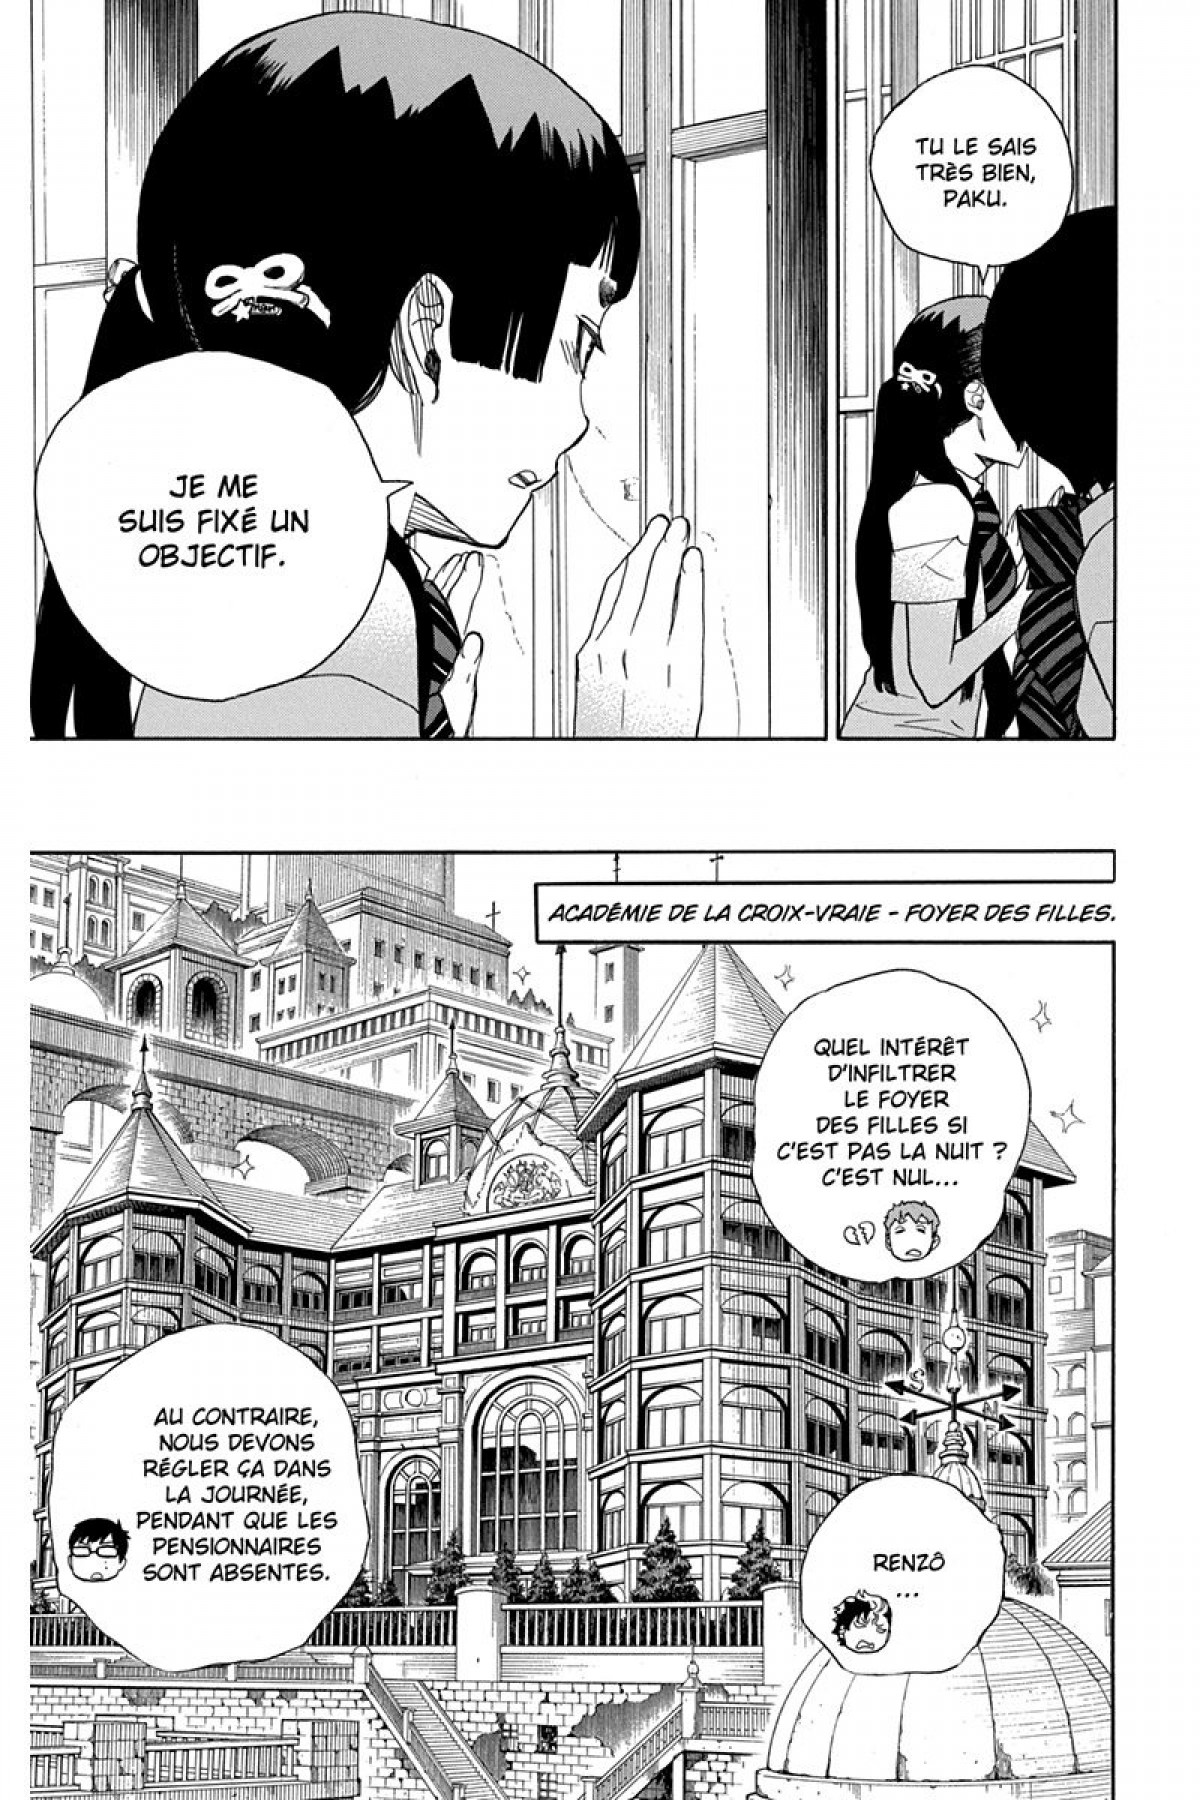 TU LE SAIS
TRÈS BIEN,
PAKU.
JE ME
SUIS FIXÉ UN
OBJECTIF.
ACADÉMIE DE LA CROIX-VRAIE - FOYER DES FILLES.
QUEL INTÉRÊT
D'INFILTRER
LE FOYER
DES FILLES SI
C'EST PAS LA NUIT ?
C'EST NUL...
AU CONTRAIRE,
NOUS DEVONS
RÉGLER ÇA DANS
LA JOURNÉE,
PENDANT QUE LES
PENSIONNAIRES
SONT ABSENTES.
S
N
RENZÔ
...